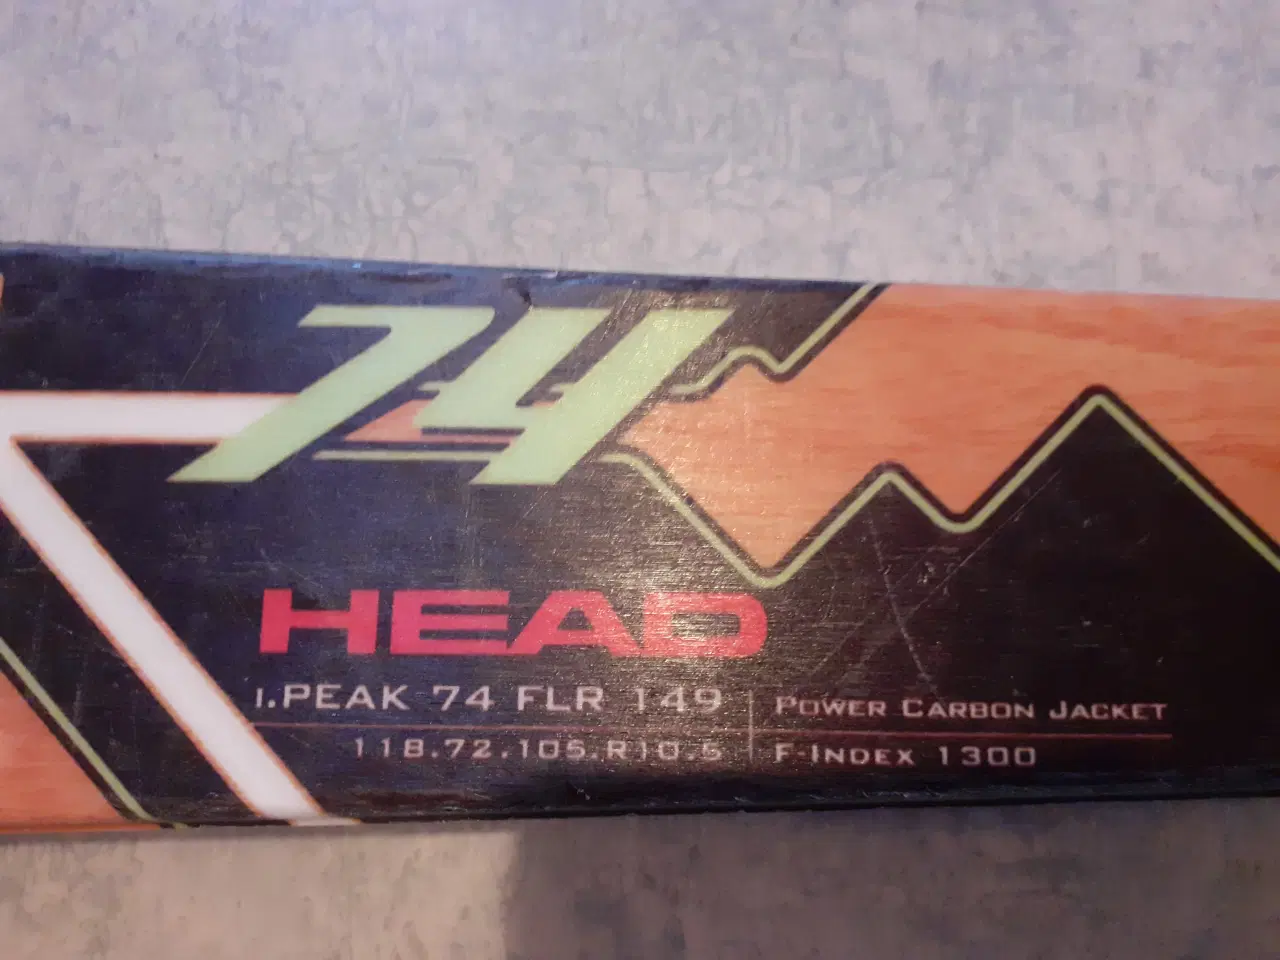 74
HEAD
i.PEAK 74 FLR 149
118.72.105.R10.5
POWER CARBON JACKET
F-INDEX 1300